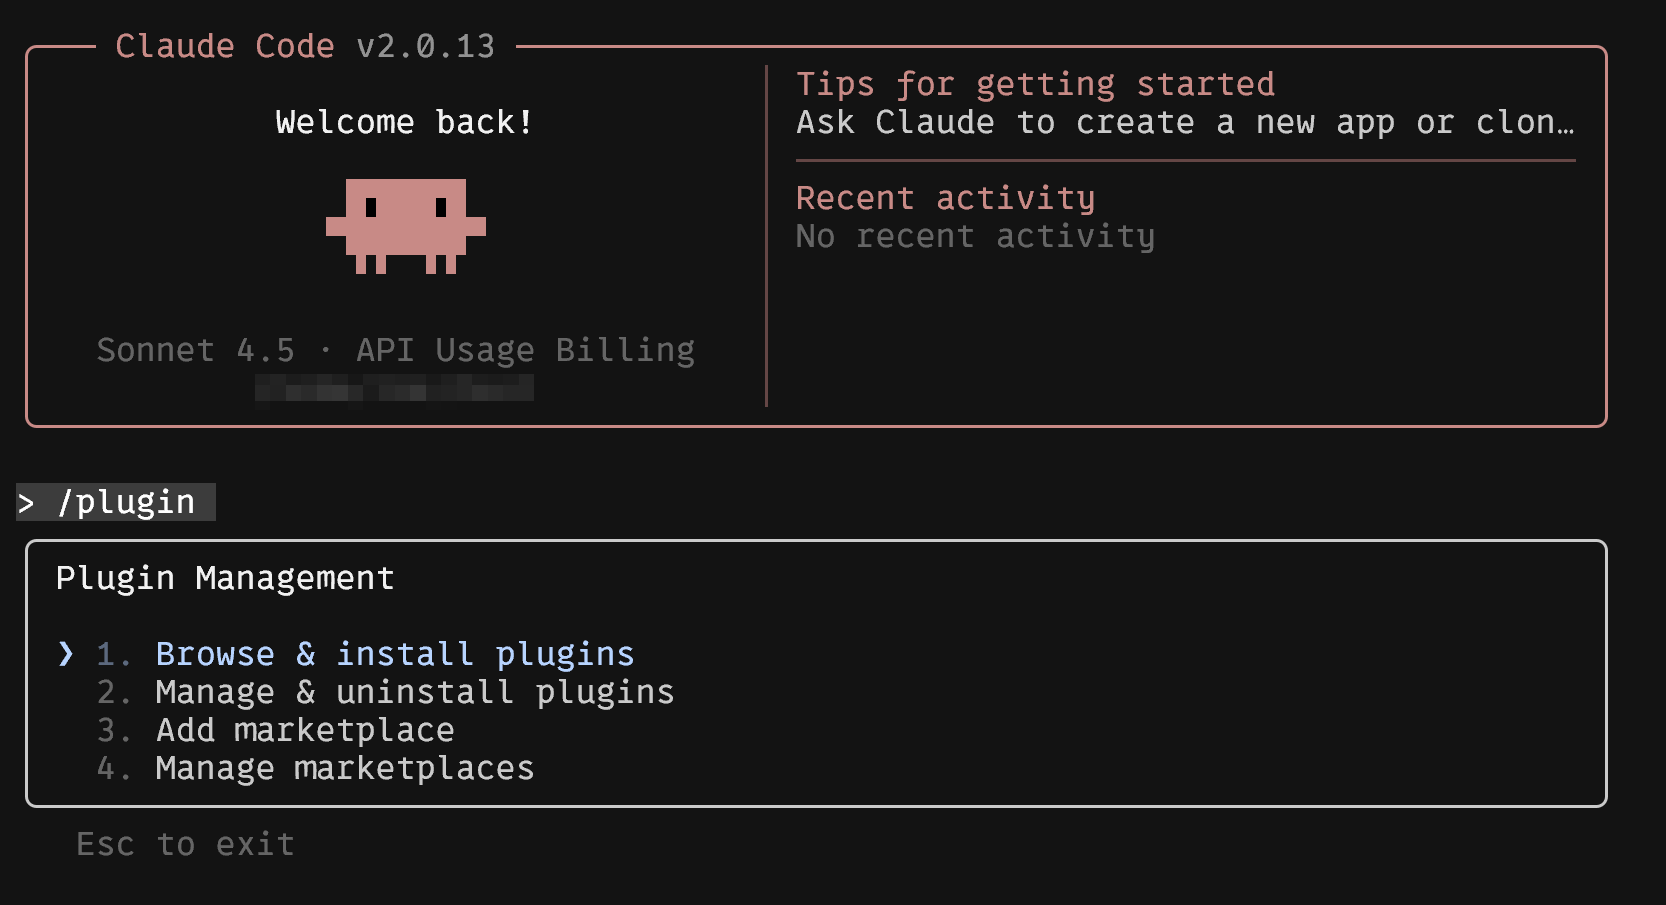 Claude Code v2.0.13
Welcome back!
Sonnet 4.5 · API Usage Billing
Tips for getting started
Ask Claude to create a new app or clon…
Recent activity
No recent activity
> /plugin
Plugin Management
❯ 1. Browse & install plugins
2. Manage & uninstall plugins
3. Add marketplace
4. Manage marketplaces
Esc to exit